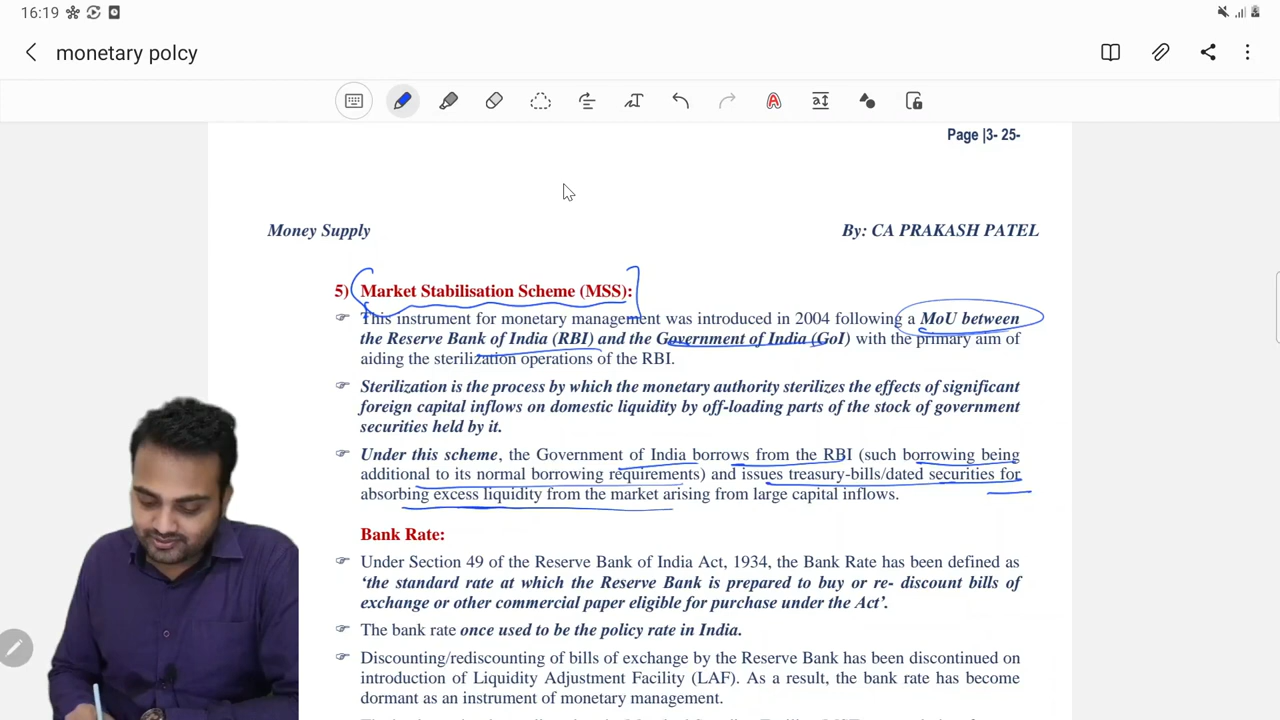 16:19
monetary polcy
Page |3- 25-
Money Supply
By: CA PRAKASH PATEL
5) Market Stabilisation Scheme (MSS):
This instrument for monetary management was introduced in 2004 following a MoU between
the Reserve Bank of India (RBI) and the Government of India (GoI) with the primary aim of
aiding the sterilization operations of the RBI.
Sterilization is the process by which the monetary authority sterilizes the effects of significant
foreign capital inflows on domestic liquidity by off-loading parts of the stock of government
securities held by it.
Under this scheme, the Government of India borrows from the RBI (such borrowing being
additional to its normal borrowing requirements) and issues treasury-bills/dated securities for
absorbing excess liquidity from the market arising from large capital inflows.
Bank Rate:
Under Section 49 of the Reserve Bank of India Act, 1934, the Bank Rate has been defined as
‘the standard rate at which the Reserve Bank is prepared to buy or re- discount bills of
exchange or other commercial paper eligible for purchase under the Act’.
The bank rate once used to be the policy rate in India.
Discounting/rediscounting of bills of exchange by the Reserve Bank has been discontinued on
introduction of Liquidity Adjustment Facility (LAF). As a result, the bank rate has become
dormant as an instrument of monetary management.